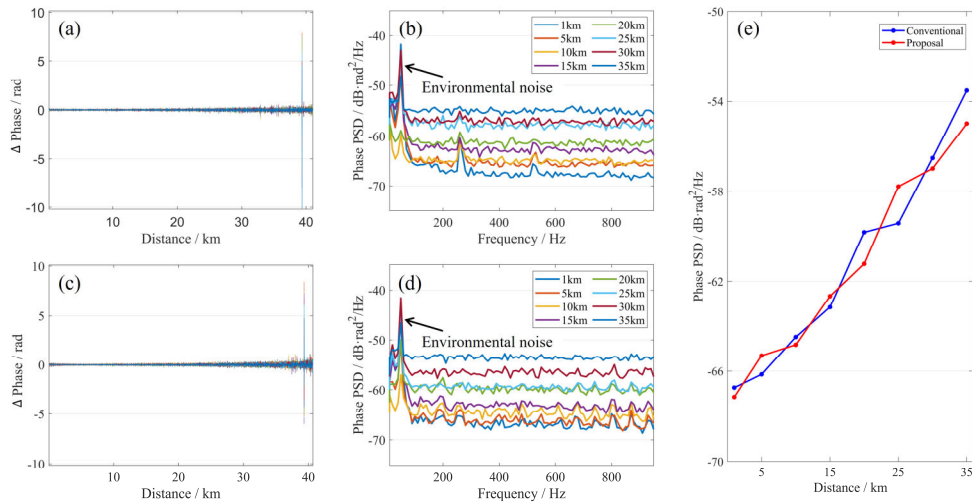 (a)
Δ Phase / rad
10
5
0
-5
-10
0
10
20
30
40
Distance / km
(b)
Phase PSD / dB·rad²/Hz
-40
-50
-60
-70
200
400
600
800
Frequency / Hz
1km
5km
10km
15km
20km
25km
30km
35km
Environmental noise
(c)
Δ Phase / rad
10
5
0
-5
-10
0
10
20
30
40
Distance / km
(d)
Phase PSD / dB·rad²/Hz
-40
-50
-60
-70
200
400
600
800
Frequency / Hz
1km
5km
10km
15km
20km
25km
30km
35km
Environmental noise
(e)
Phase PSD / dB·rad²/Hz
-50
-54
-58
-62
-66
-70
5
15
25
35
Distance / km
Conventional
Proposal